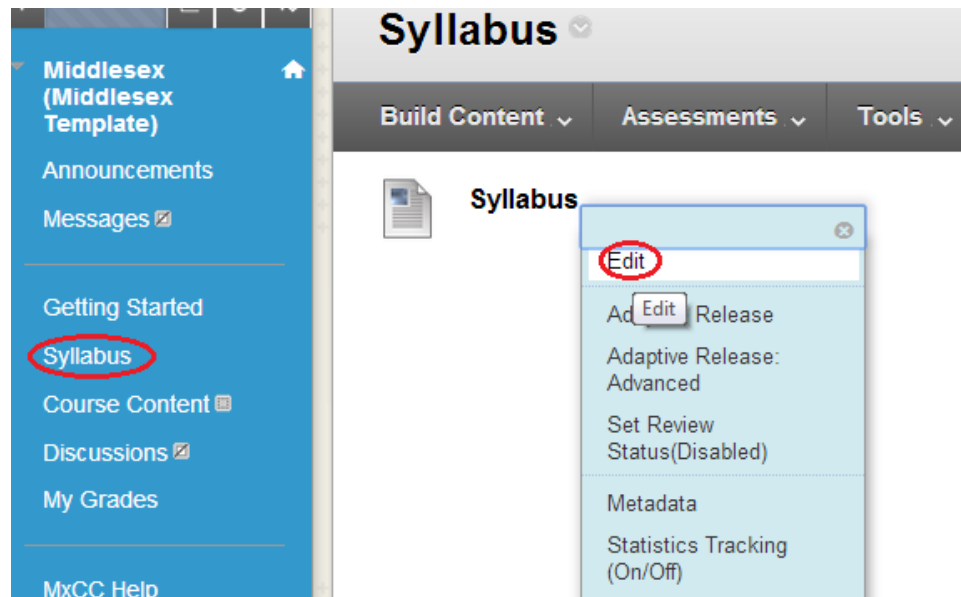 Middlesex
(Middlesex
Template)
Announcements
Messages
Getting Started
Syllabus
Course Content
Discussions
My Grades
MxCC Help
Syllabus
Build Content
Assessments
Tools
Syllabus
Edit
Edit
Release
Adaptive Release:
Advanced
Set Review
Status(Disabled)
Metadata
Statistics Tracking
(On/Off)